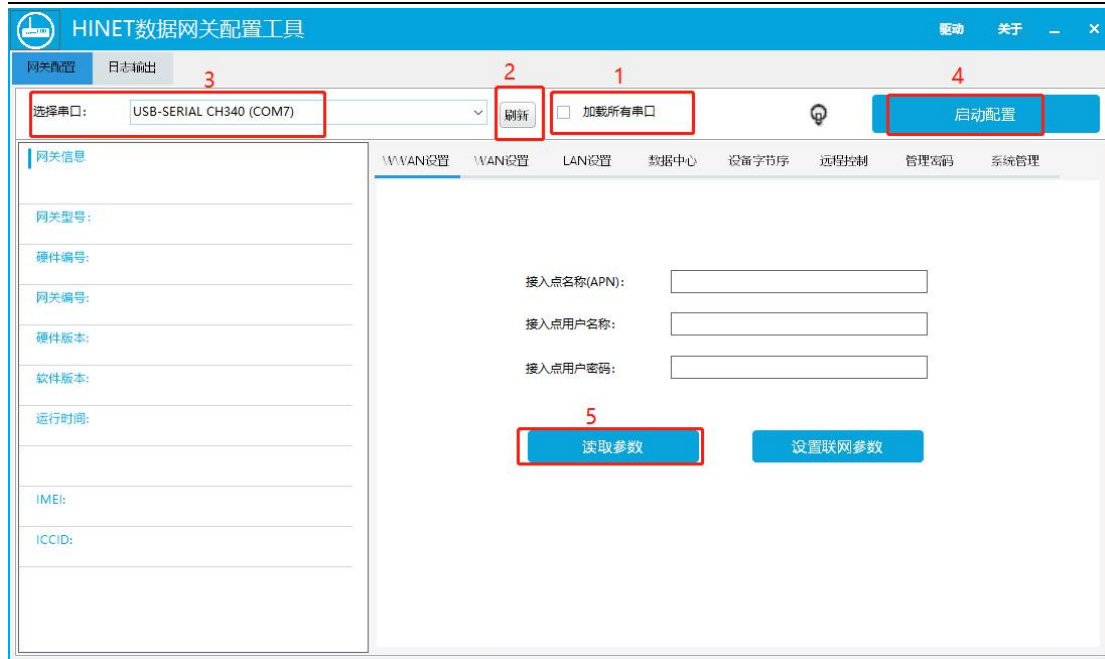 HINET数据网关配置工具 驱动 关于
网关配置 日志输出
3 2 1 4
选择串口: USB-SERIAL CH340 (COM7) 刷新 加载所有串口 启动配置
网关信息
WWAN设置 WAN设置 LAN设置 数据中心 设备字节序 远程控制 管理密码 系统管理
网关型号:
硬件编号:
接入点名称(APN):
网关编号:
接入点用户名称:
硬件版本:
接入点用户密码:
软件版本:
运行时间:
5
读取参数 设置联网参数
IMEI:
ICCID: